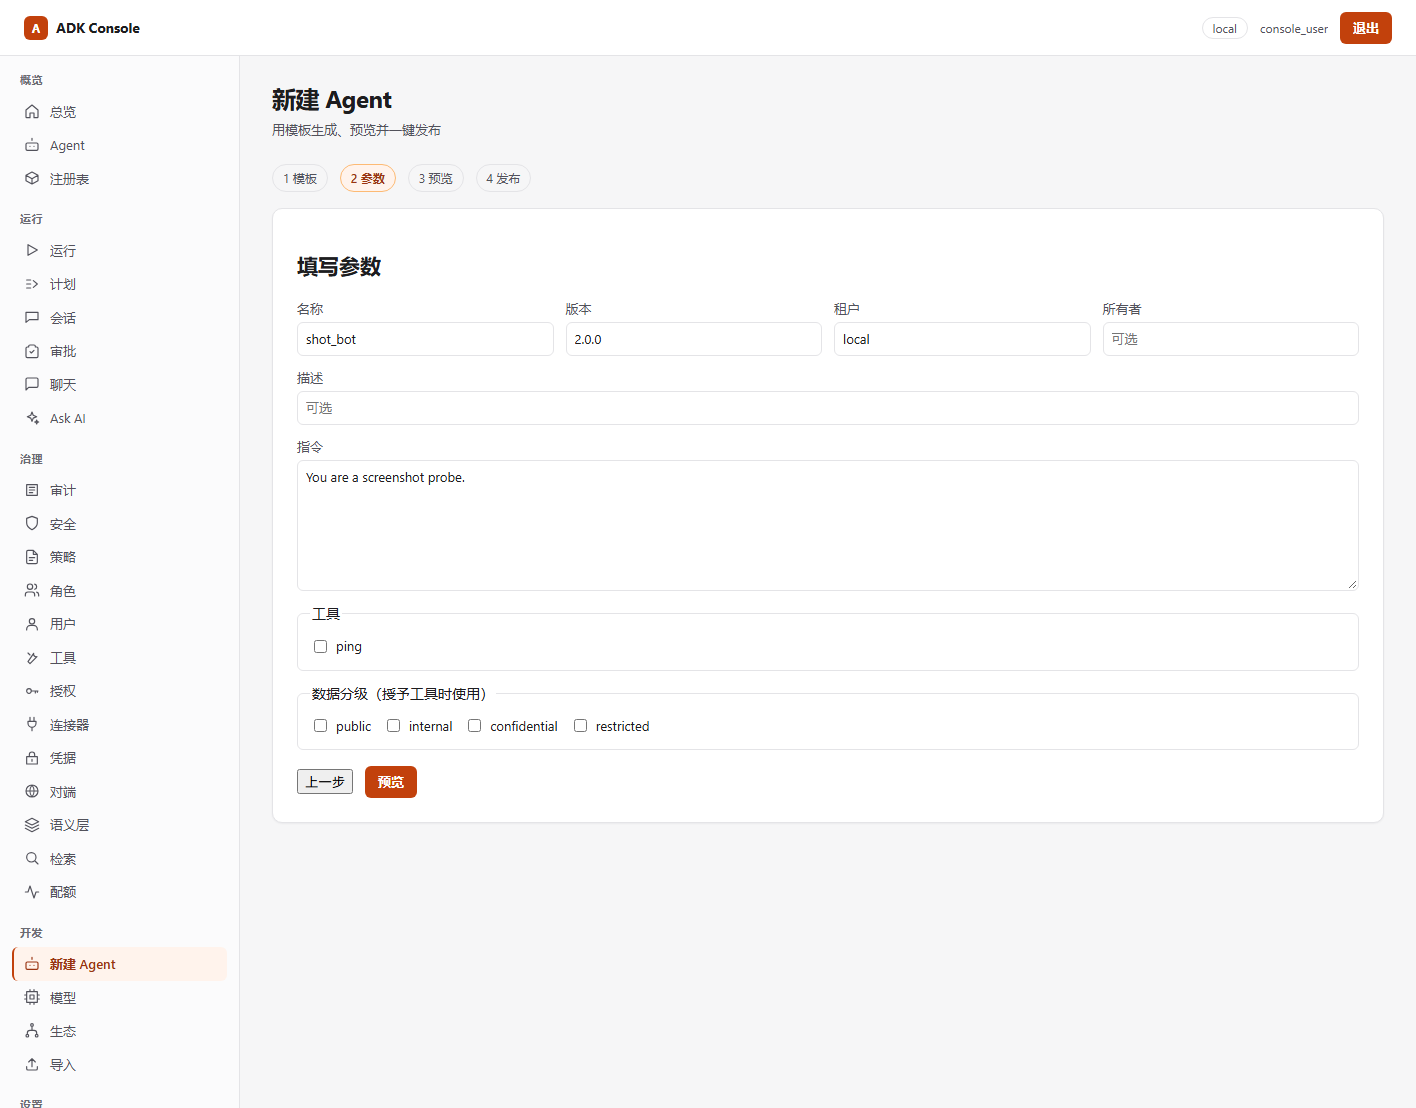 A ADK Console
local console_user 退出
概览
总览
Agent
注册表
运行
运行
计划
会话
审批
聊天
Ask AI
治理
审计
安全
策略
角色
用户
工具
授权
连接器
凭据
对端
语义层
检索
配额
开发
新建 Agent
模型
生态
导入
设置
新建 Agent
用模板生成、预览并一键发布
1 模板 2 参数 3 预览 4 发布
填写参数
名称 版本 租户 所有者
shot_bot 2.0.0 local 可选
描述
可选
指令
You are a screenshot probe.
工具
ping
数据分级（授予工具时使用）
public internal confidential restricted
上一步 预览